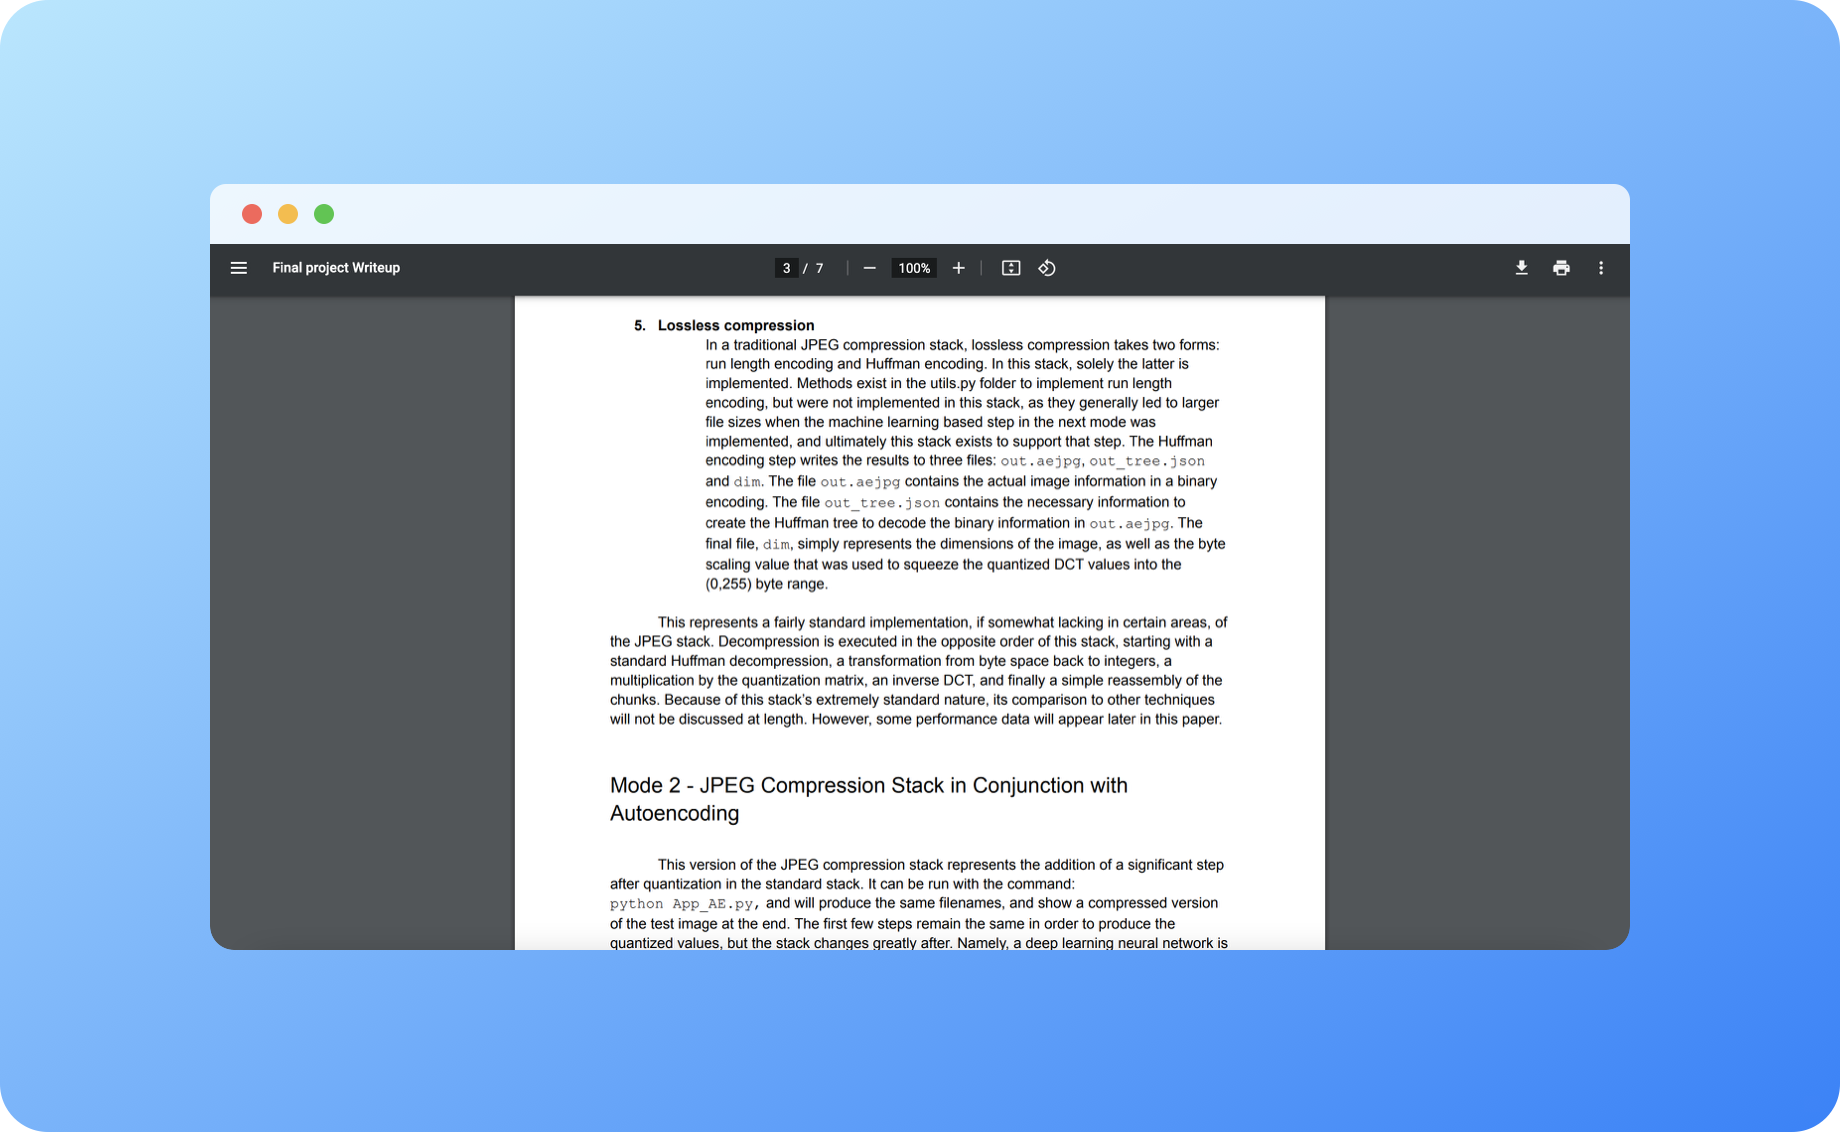 Final project Writeup
3 / 7
100%
5. Lossless compression
In a traditional JPEG compression stack, lossless compression takes two forms:
run length encoding and Huffman encoding. In this stack, solely the latter is
implemented. Methods exist in the utils.py folder to implement run length
encoding, but were not implemented in this stack, as they generally led to larger
file sizes when the machine learning based step in the next mode was
implemented, and ultimately this stack exists to support that step. The Huffman
encoding step writes the results to three files: out.aejpg, out_tree.json
and dim. The file out.aejpg contains the actual image information in a binary
encoding. The file out_tree.json contains the necessary information to
create the Huffman tree to decode the binary information in out.aejpg. The
final file, dim, simply represents the dimensions of the image, as well as the byte
scaling value that was used to squeeze the quantized DCT values into the
(0,255) byte range.
This represents a fairly standard implementation, if somewhat lacking in certain areas, of
the JPEG stack. Decompression is executed in the opposite order of this stack, starting with a
standard Huffman decompression, a transformation from byte space back to integers, a
multiplication by the quantization matrix, an inverse DCT, and finally a simple reassembly of the
chunks. Because of this stack’s extremely standard nature, its comparison to other techniques
will not be discussed at length. However, some performance data will appear later in this paper.
Mode 2 - JPEG Compression Stack in Conjunction with
Autoencoding
This version of the JPEG compression stack represents the addition of a significant step
after quantization in the standard stack. It can be run with the command:
python App_AE.py, and will produce the same filenames, and show a compressed version
of the test image at the end. The first few steps remain the same in order to produce the
quantized values, but the stack changes greatly after. Namely, a deep learning neural network is